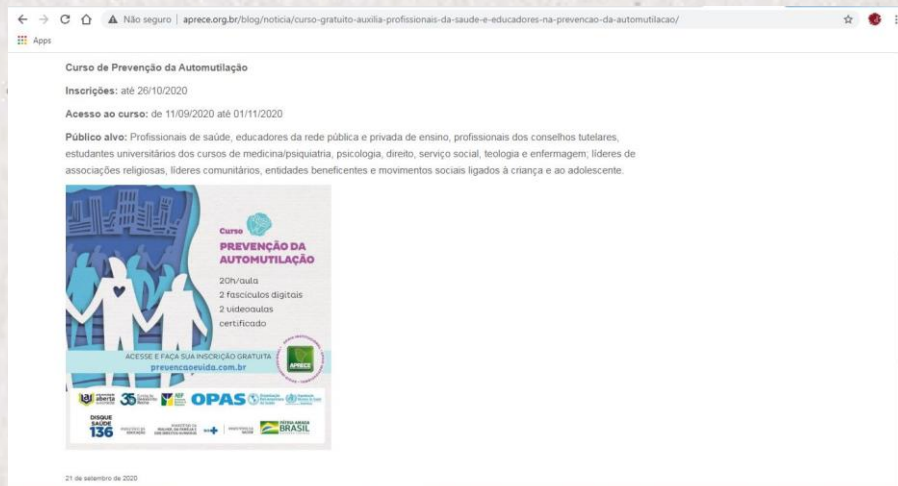 Não seguro | aprece.org.br/blog/noticia/curso-gratuito-auxilia-profissionais-da-saude-e-educadores-na-prevencao-da-automutilacao/
Apps
Curso de Prevenção da Automutilação
Inscrições: até 26/10/2020
Acesso ao curso: de 11/09/2020 até 01/11/2020
Público alvo: Profissionais de saúde, educadores da rede pública e privada de ensino, profissionais dos conselhos tutelares,
estudantes universitários dos cursos de medicina/psiquiatria, psicologia, direito, serviço social, teologia e enfermagem; líderes de
associações religiosas, líderes comunitários, entidades beneficentes e movimentos sociais ligados à criança e ao adolescente.
Curso
PREVENÇÃO DA
AUTOMUTILAÇÃO
20h/aula
2 fascículos digitais
2 videoaulas
certificado
ACESSE E FAÇA SUA INSCRIÇÃO GRATUITA
prevencaoevida.com.br
APRECE
aberta
35
OPAS
DISQUE
SAÚDE
136
PÁTRIA AMADA
BRASIL
21 de setembro de 2020